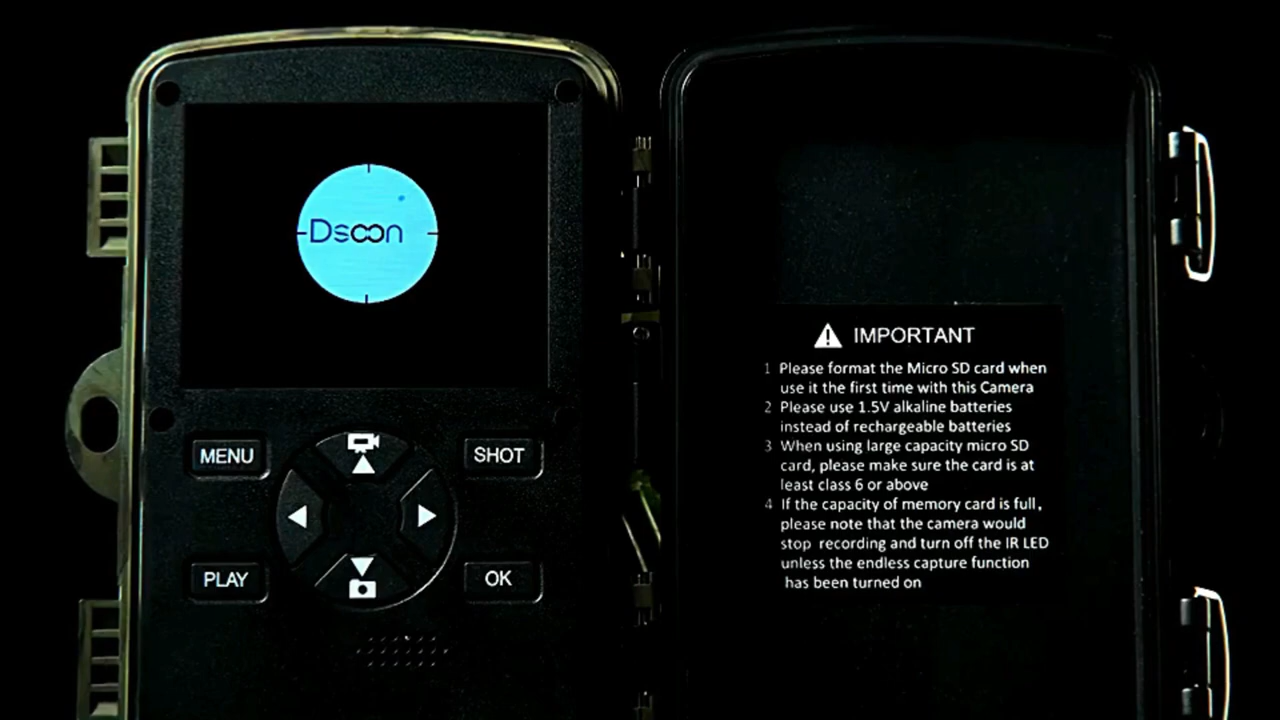 Dsoon
MENU
SHOT
PLAY
OK
IMPORTANT
1 Please format the Micro SD card when
use it the first time with this Camera
2 Please use 1.5V alkaline batteries
instead of rechargeable batteries
3 When using large capacity micro SD
card, please make sure the card is at
least class 6 or above
4 If the capacity of memory card is full,
please note that the camera would
stop recording and turn off the IR LED
unless the endless capture function
has been turned on